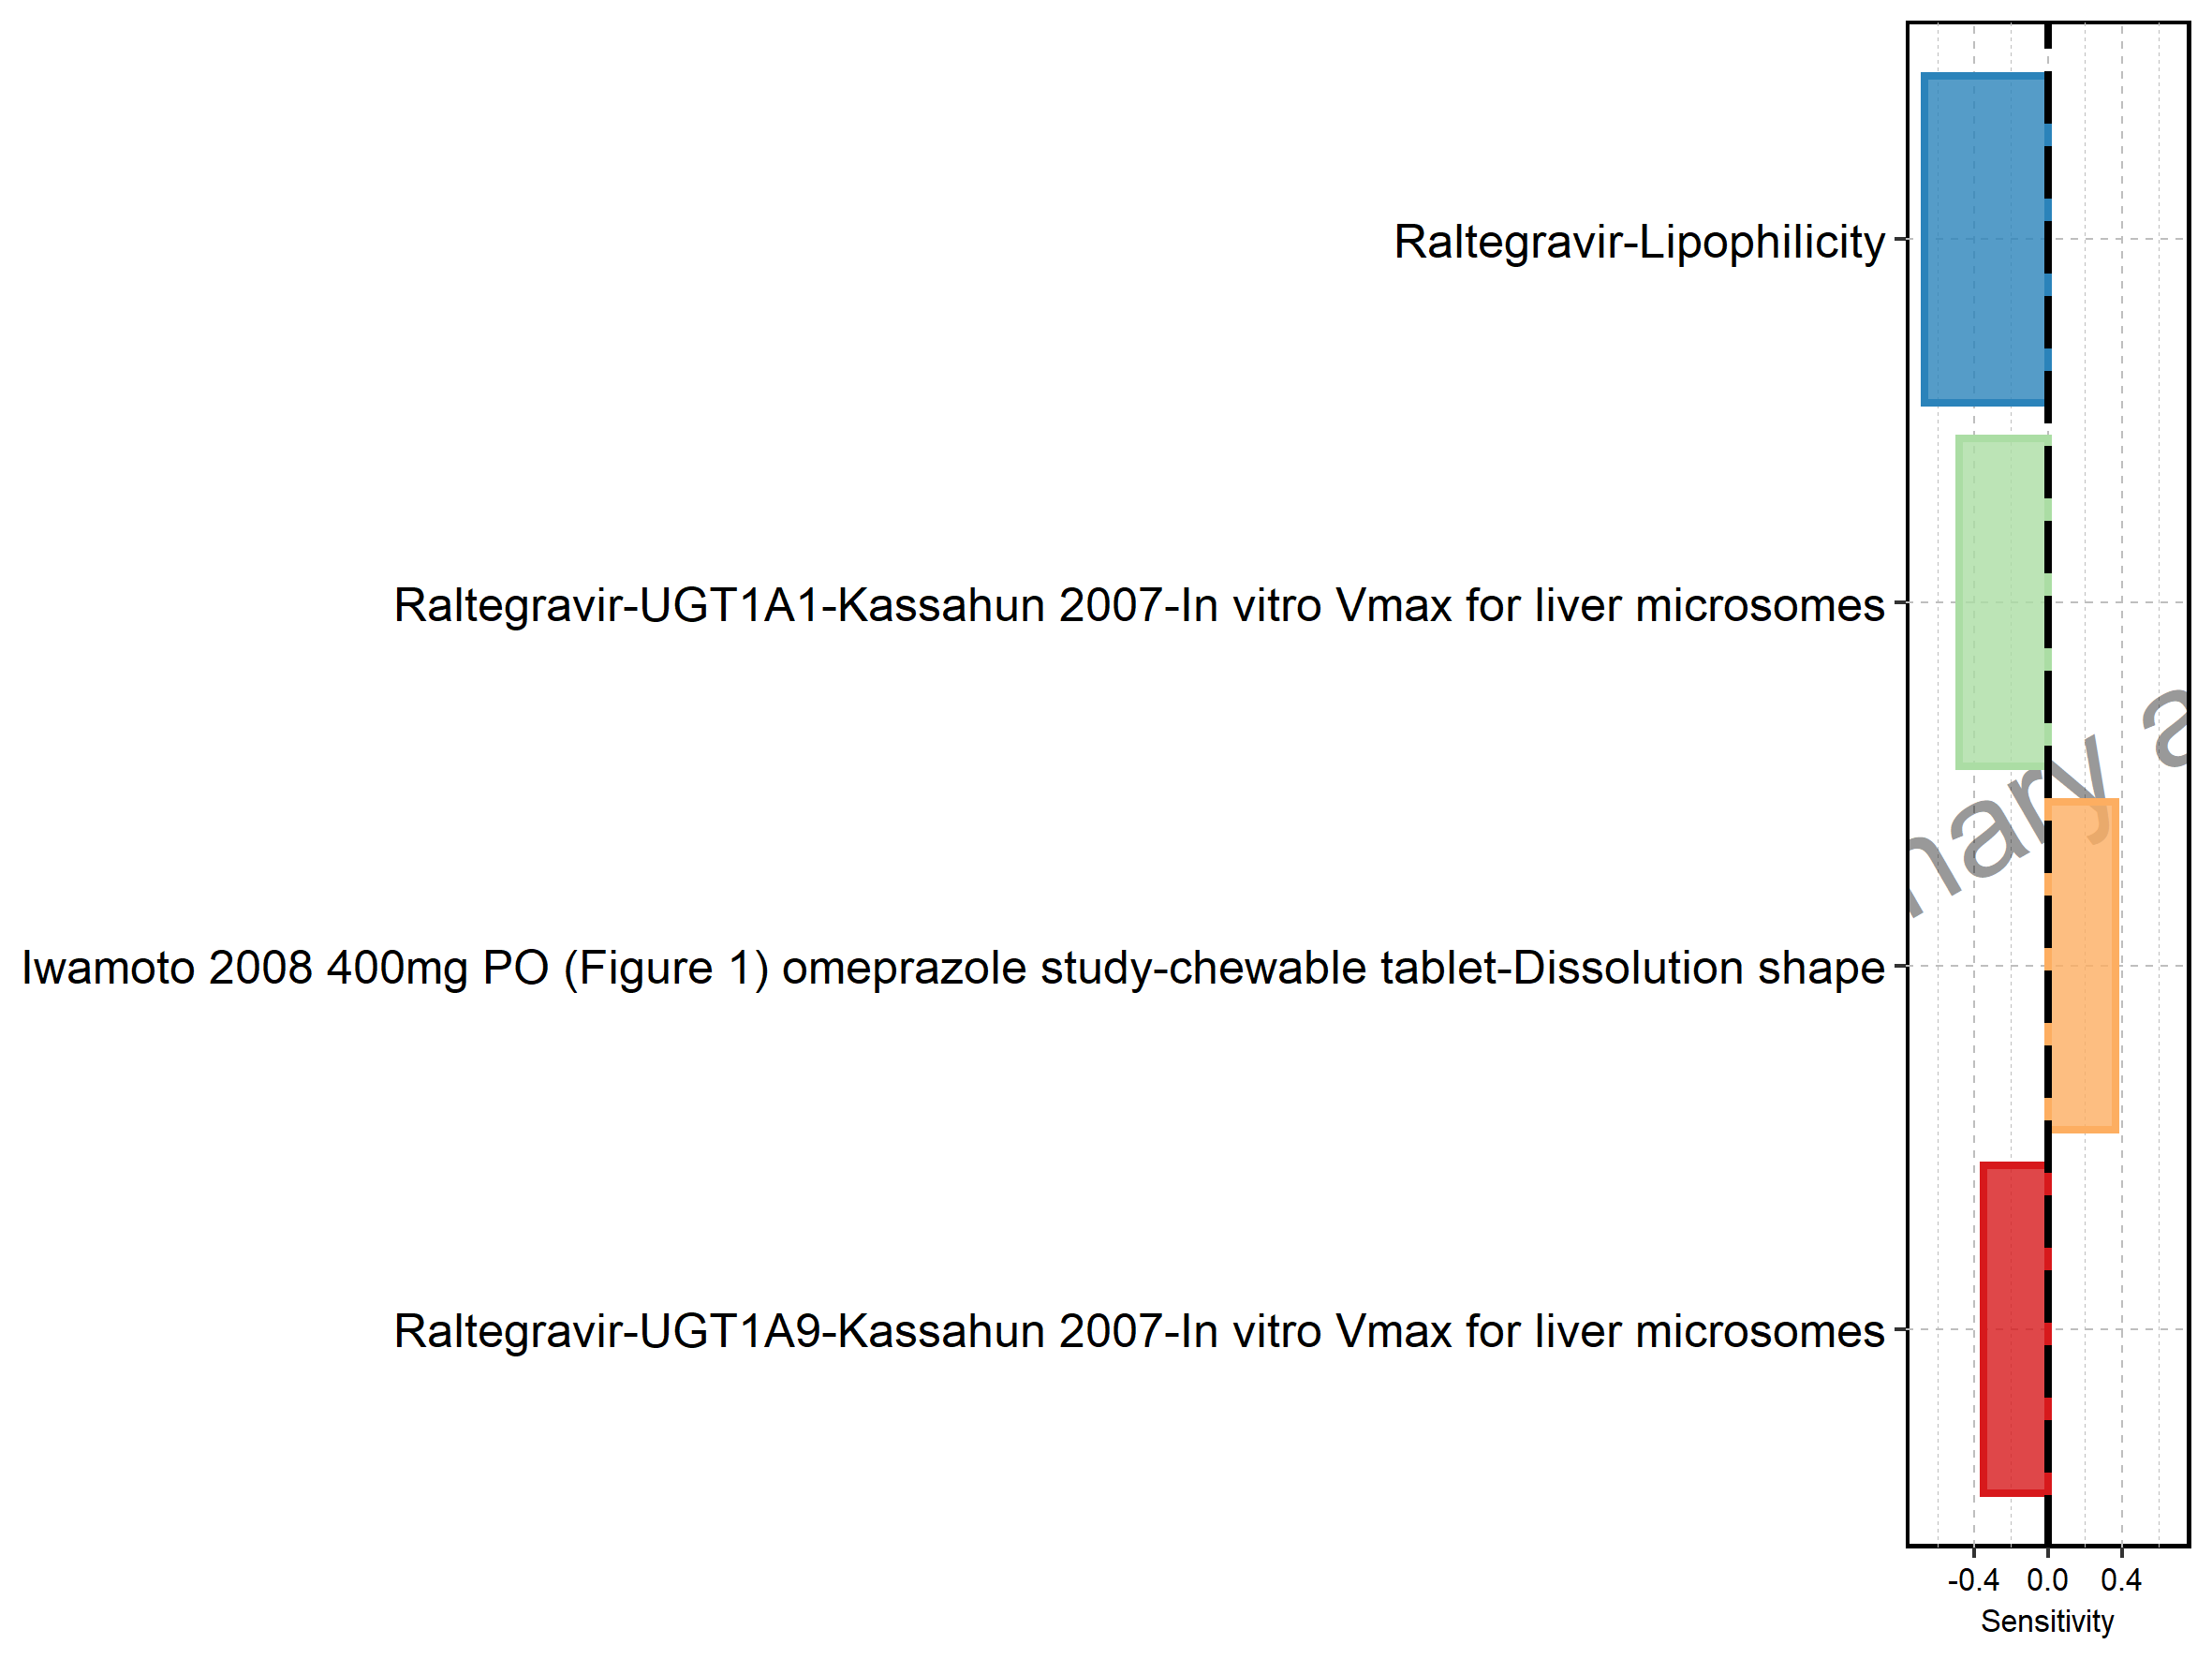 Raltegravir-Lipophilicity
Raltegravir-UGT1A1-Kassahun 2007-In vitro Vmax for liver microsomes
Iwamoto 2008 400mg PO (Figure 1) omeprazole study-chewable tablet-Dissolution shape
Raltegravir-UGT1A9-Kassahun 2007-In vitro Vmax for liver microsomes
-0.4 0.0 0.4
Sensitivity